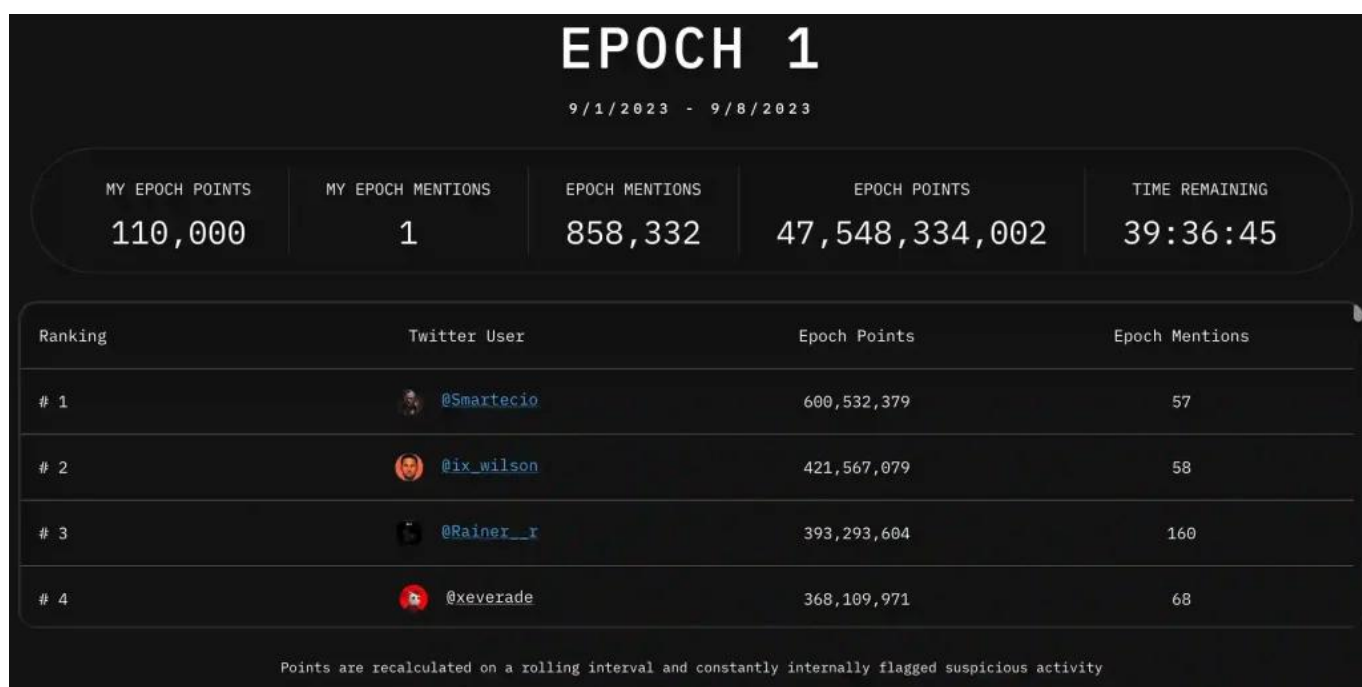 EPOCH 1
9/1/2023 - 9/8/2023
MY EPOCH POINTS MY EPOCH MENTIONS EPOCH MENTIONS EPOCH POINTS TIME REMAINING
110,000 1 858,332 47,548,334,002 39:36:45
Ranking Twitter User Epoch Points Epoch Mentions
# 1 @Smartecio 600,532,379 57
# 2 @ix_wilson 421,567,079 58
# 3 @Rainer__r 393,293,604 160
# 4 @xeverade 368,109,971 68
Points are recalculated on a rolling interval and constantly internally flagged suspicious activity